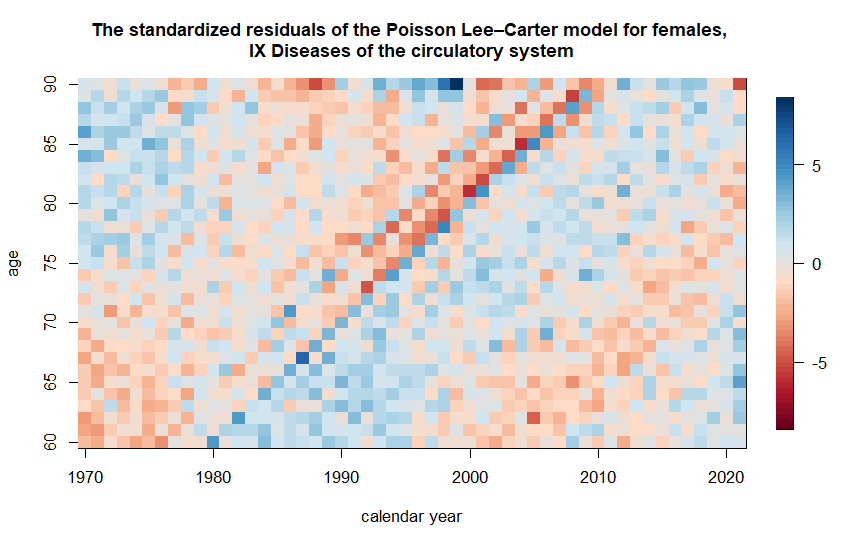 The standardized residuals of the Poisson Lee–Carter model for females,
IX Diseases of the circulatory system
90
85
80
75
70
65
60
age
1970 1980 1990 2000 2010 2020
calendar year
5
0
-5